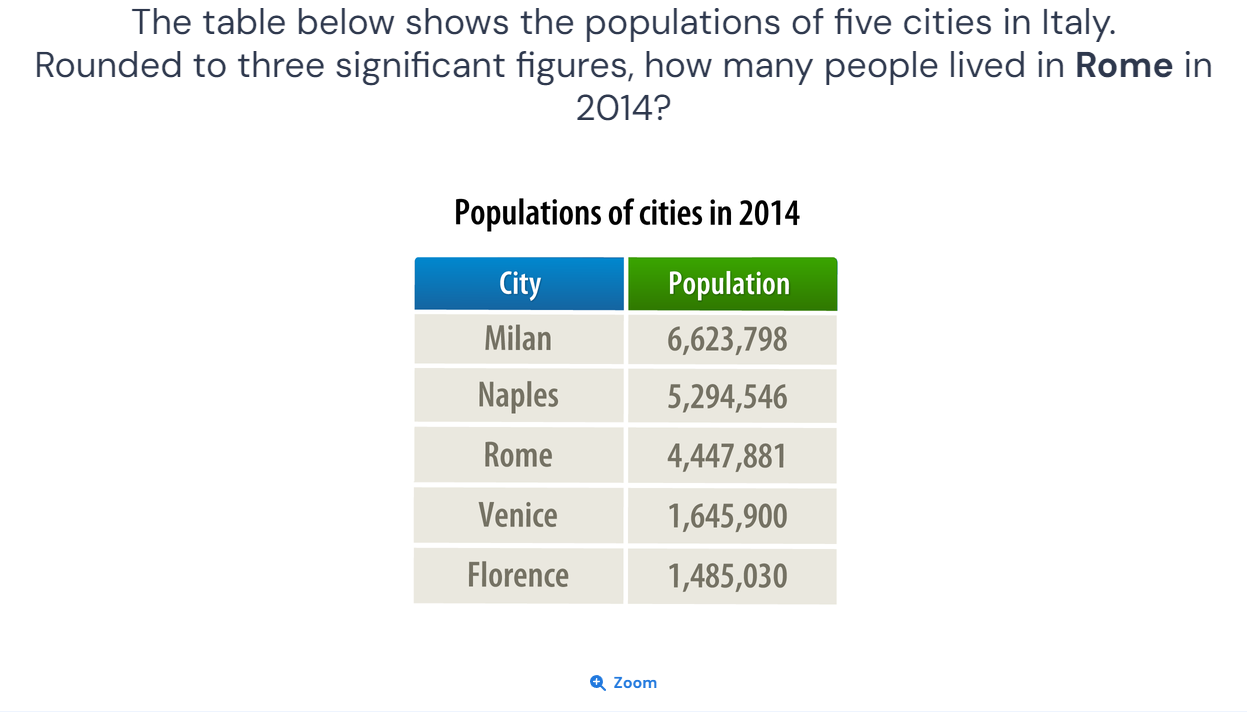 The table below shows the populations of five cities in Italy.
Rounded to three significant figures, how many people lived in Rome in
2014?
Populations of cities in 2014
City Population
Milan 6,623,798
Naples 5,294,546
Rome 4,447,881
Venice 1,645,900
Florence 1,485,030
Zoom